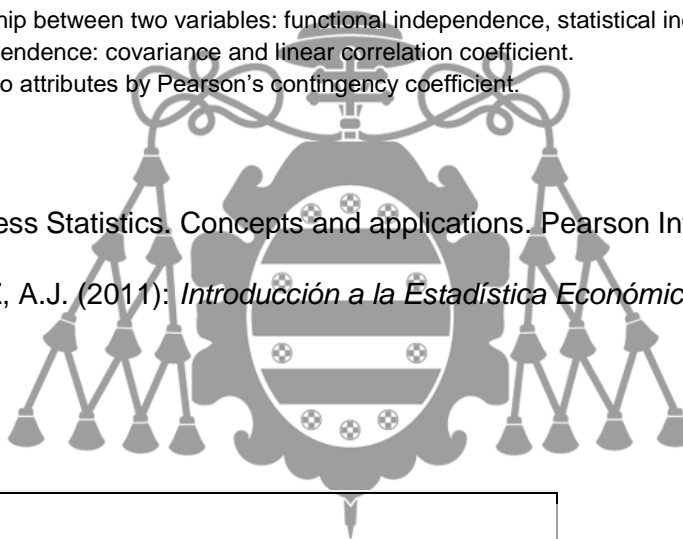 hip between two variables: functional independence, statistical in
endence: covariance and linear correlation coefficient.
o attributes by Pearson's contingency coefficient.
ess Statistics. Concepts and applications. Pearson In
, A.J. (2011): Introducción a la Estadística Económic